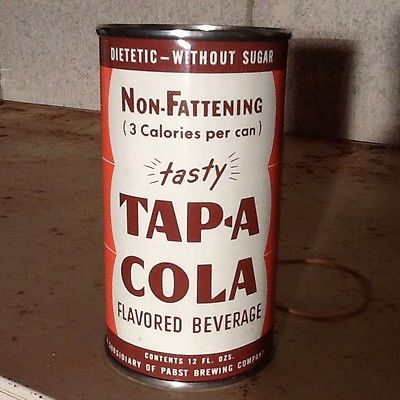 DIETETIC—WITHOUT SUGAR
NON-FATTENING
(3 Calories per can)
tasty
TAP-A
COLA
FLAVORED BEVERAGE
CONTENTS 12 FL. OZS.
SUBSIDIARY OF PABST BREWING COMPANY